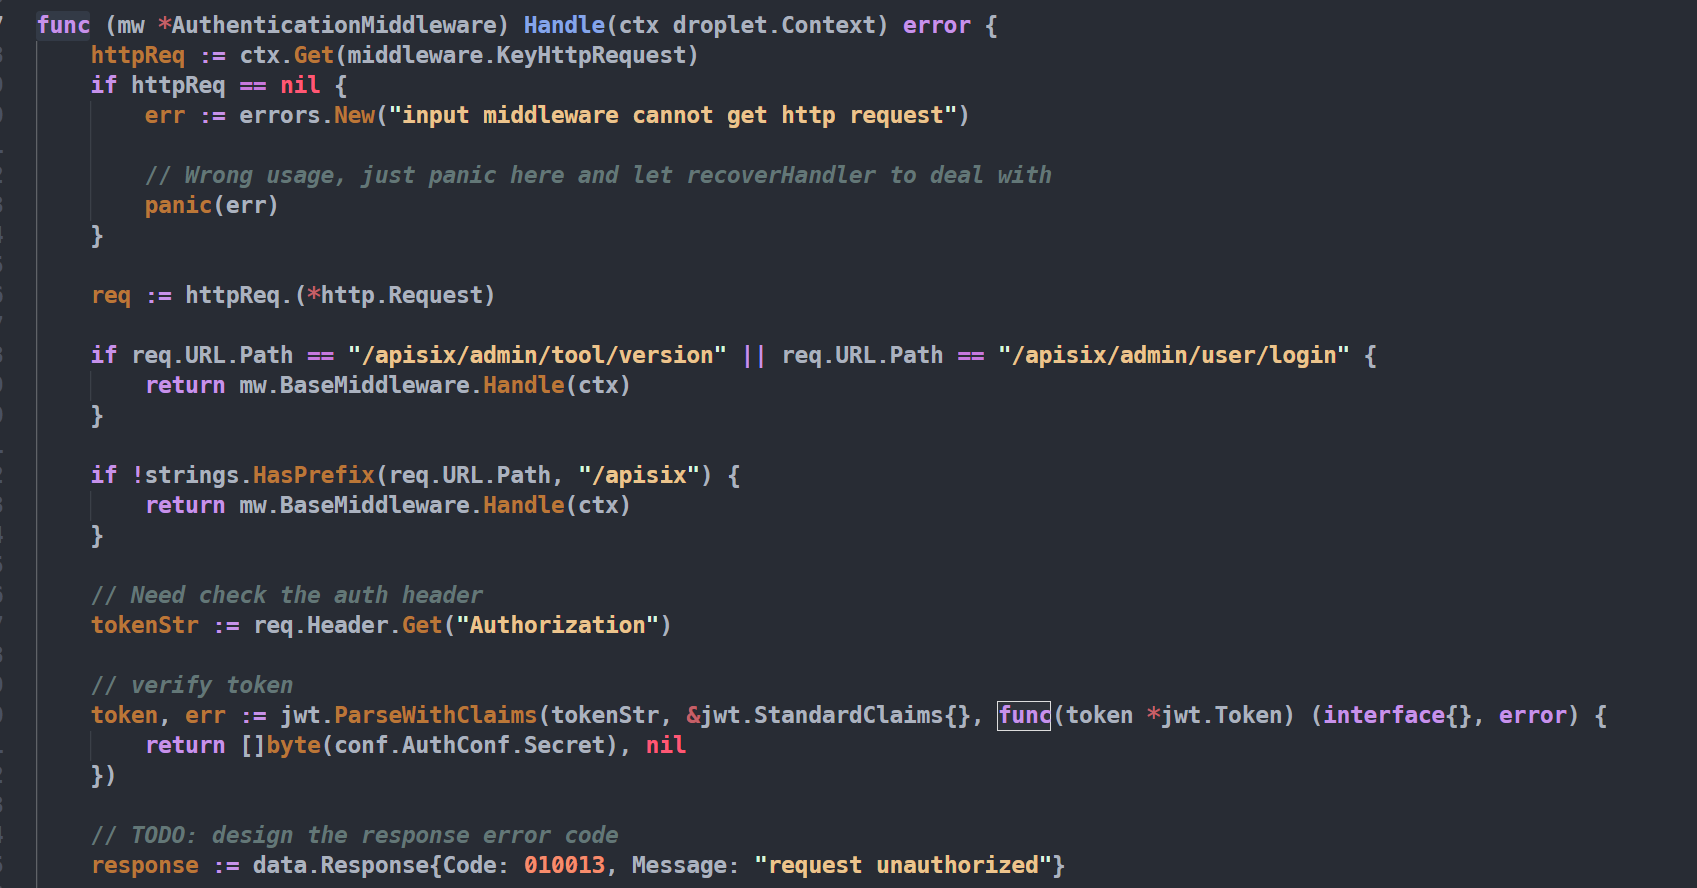 func (mw *AuthenticationMiddleware) Handle(ctx droplet.Context) error {
httpReq := ctx.Get(middleware.KeyHttpRequest)
if httpReq == nil {
err := errors.New("input middleware cannot get http request")
// Wrong usage, just panic here and let recoverHandler to deal with
panic(err)
}
req := httpReq.(*http.Request)
if req.URL.Path == "/apisix/admin/tool/version" || req.URL.Path == "/apisix/admin/user/login" {
return mw.BaseMiddleware.Handle(ctx)
}
if !strings.HasPrefix(req.URL.Path, "/apisix") {
return mw.BaseMiddleware.Handle(ctx)
}
// Need check the auth header
tokenStr := req.Header.Get("Authorization")
// verify token
token, err := jwt.ParseWithClaims(tokenStr, &jwt.StandardClaims{}, func(token *jwt.Token) (interface{}, error) {
return []byte(conf.AuthConf.Secret), nil
})
// TODO: design the response error code
response := data.Response{Code: 010013, Message: "request unauthorized"}